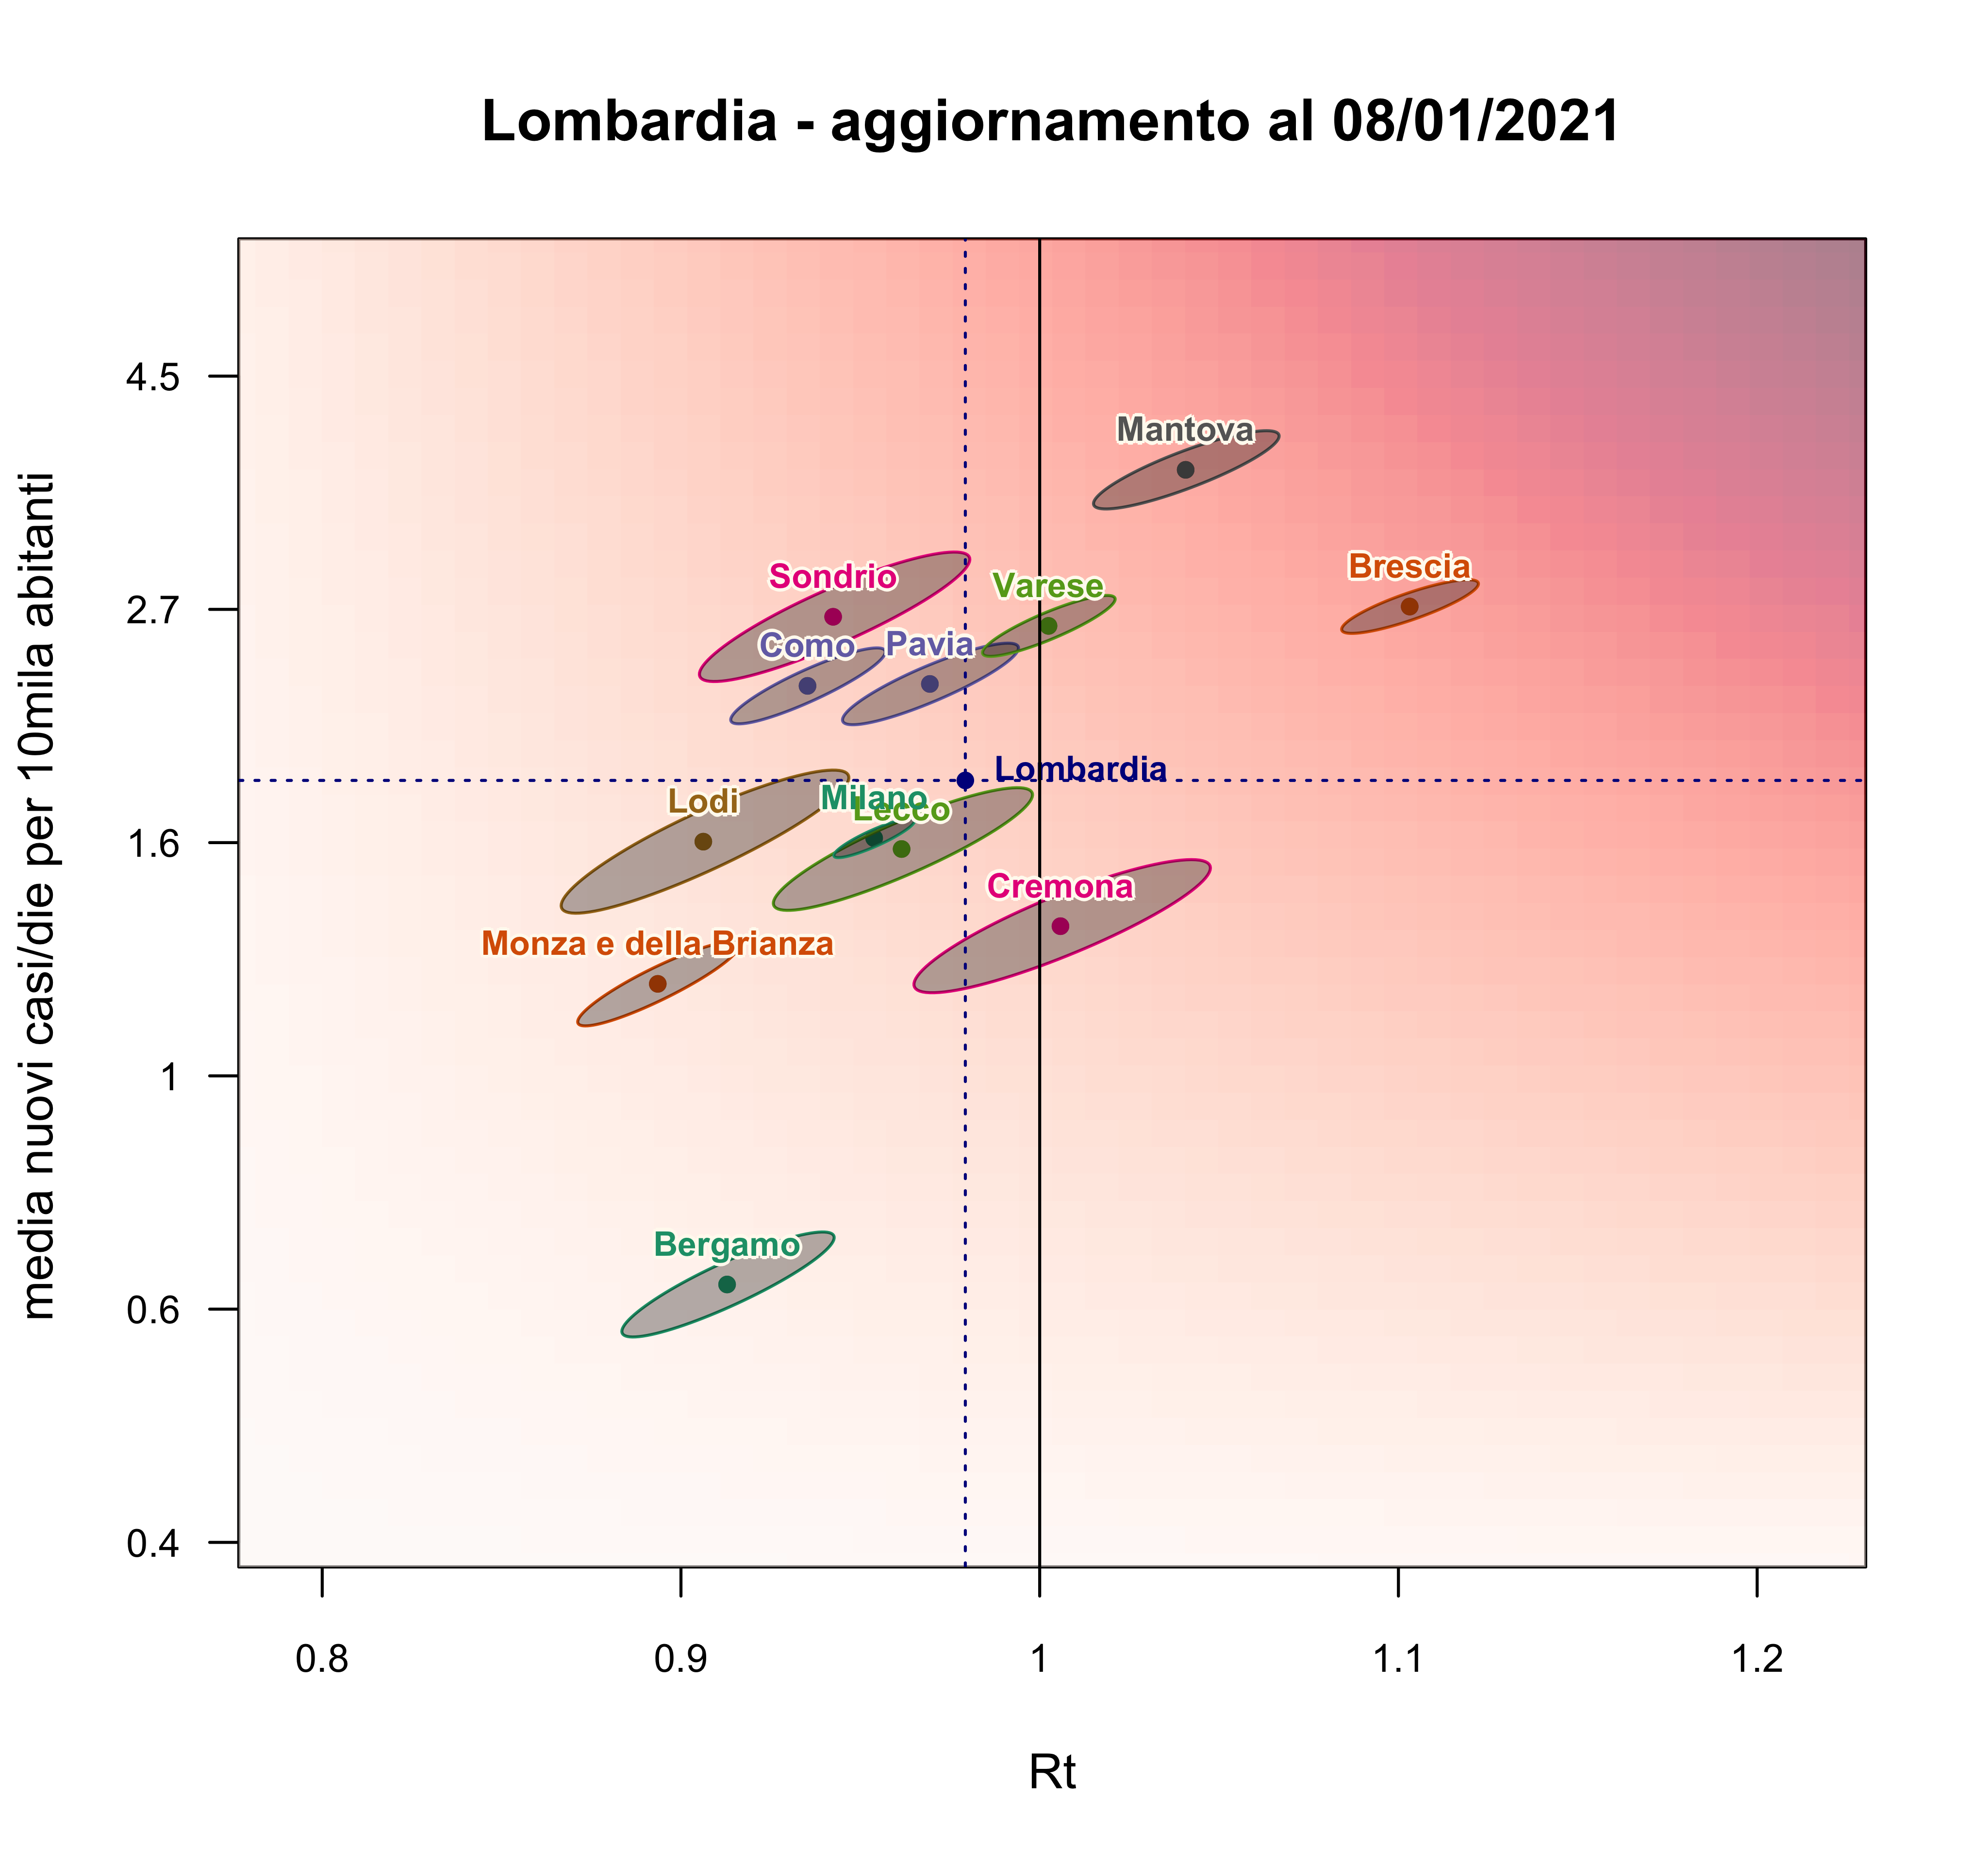 Lombardia - aggiornamento al 08/01/2021
media nuovi casi/die per 10mila abitanti
4.5
2.7
1.6
1
0.6
0.4
Mantova
Brescia
Sondrio
Varese
Como
Pavia
Lombardia
Lodi
Milano
Lecco
Cremona
Monza e della Brianza
Bergamo
0.8
0.9
1
1.1
1.2
Rt